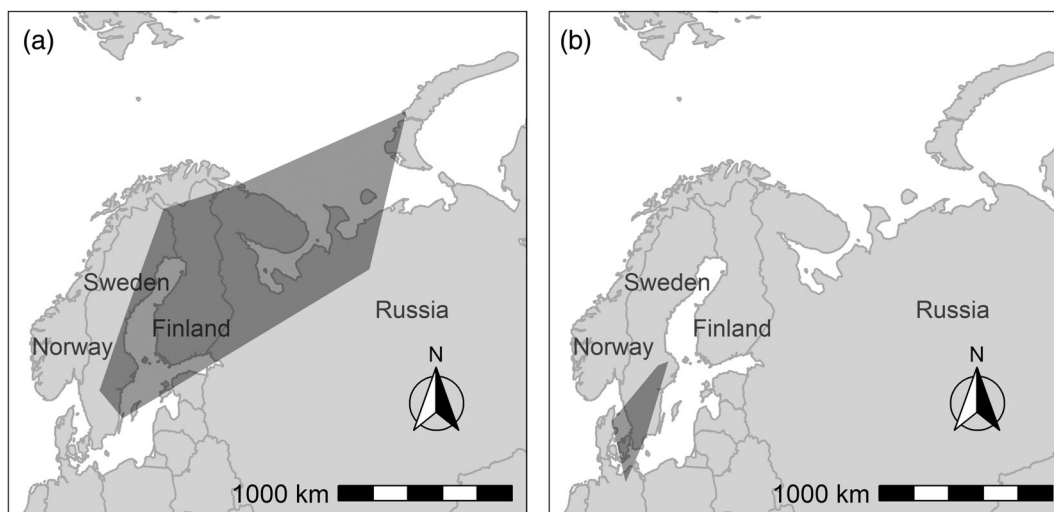 (a)
Sweden
Finland
Norway
Russia
N
1000 km
(b)
Sweden
Finland
Norway
Russia
N
1000 km